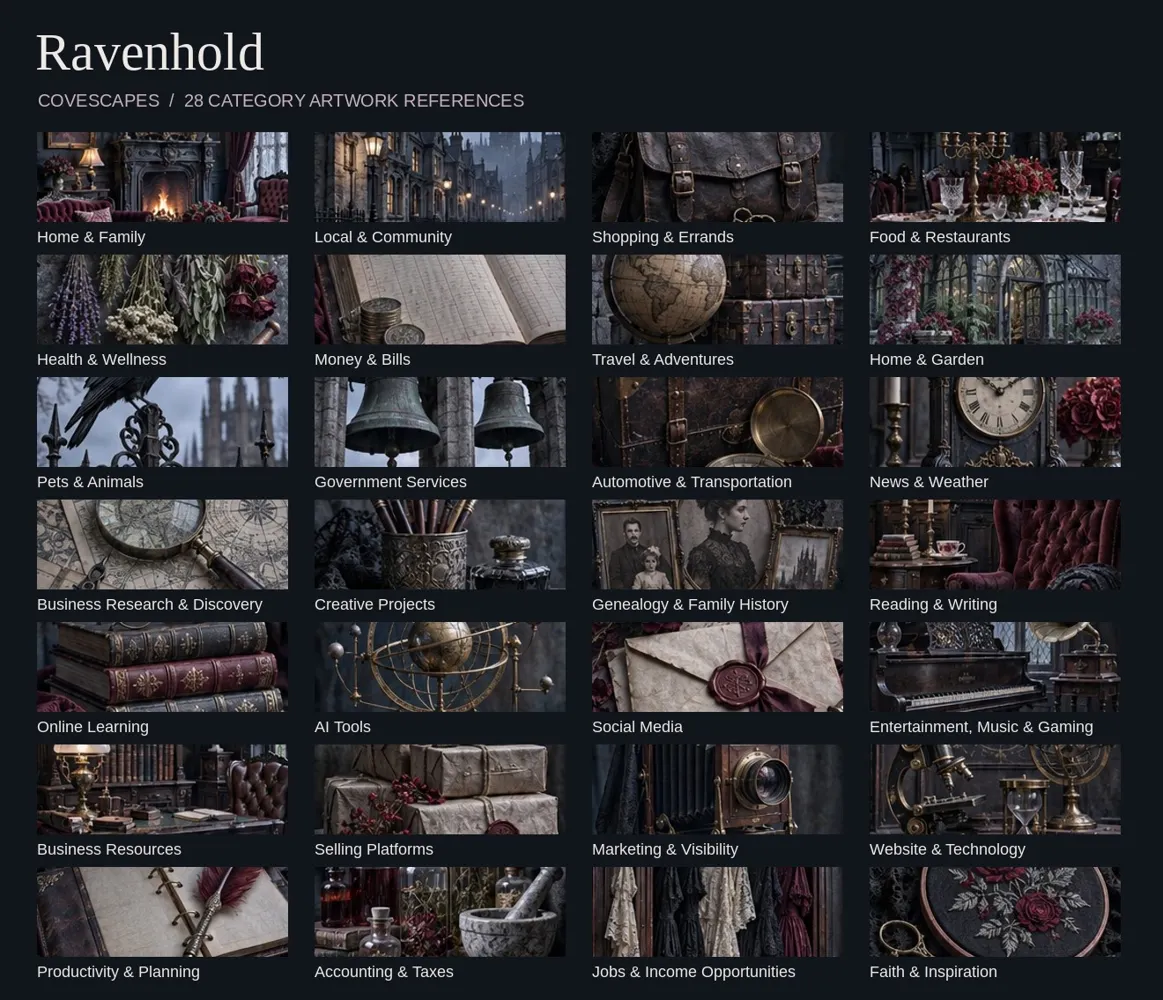 Ravenhold
COVESCAPES / 28 CATEGORY ARTWORK REFERENCES
Home & Family
Local & Community
Shopping & Errands
Food & Restaurants
Health & Wellness
Money & Bills
Travel & Adventures
Home & Garden
Pets & Animals
Government Services
Automotive & Transportation
News & Weather
Business Research & Discovery
Creative Projects
Genealogy & Family History
Reading & Writing
Online Learning
AI Tools
Social Media
Entertainment, Music & Gaming
Business Resources
Selling Platforms
Marketing & Visibility
Website & Technology
Productivity & Planning
Accounting & Taxes
Jobs & Income Opportunities
Faith & Inspiration